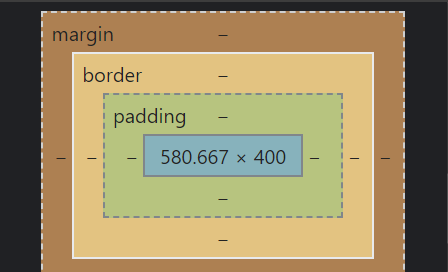 margin –
border –
padding –
– – – 580.667 × 400 – – –
–
–